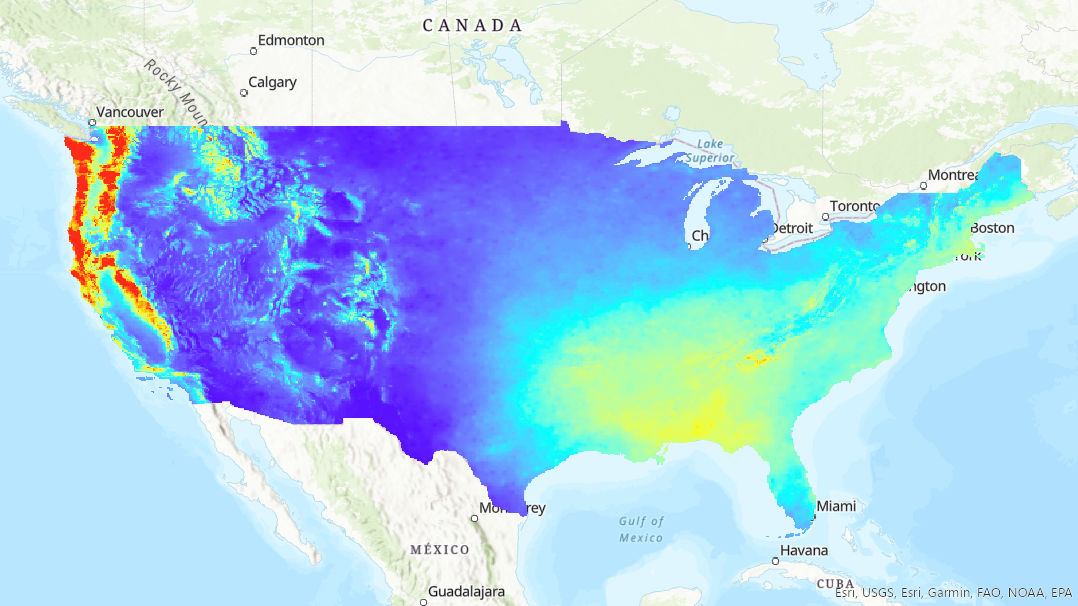 CANADA
Edmonton
Rocky Moun
Calgary
Vancouver
Lake
Superior
Montrea
Toronto
Boston
Detroit
Ch
York
ngton
Miami
Monterrey
Gulf of
Mexico
MÉXICO
Havana
CUBA
Guadalajara
Esri, USGS, Esri, Garmin, FAO, NOAA, EPA